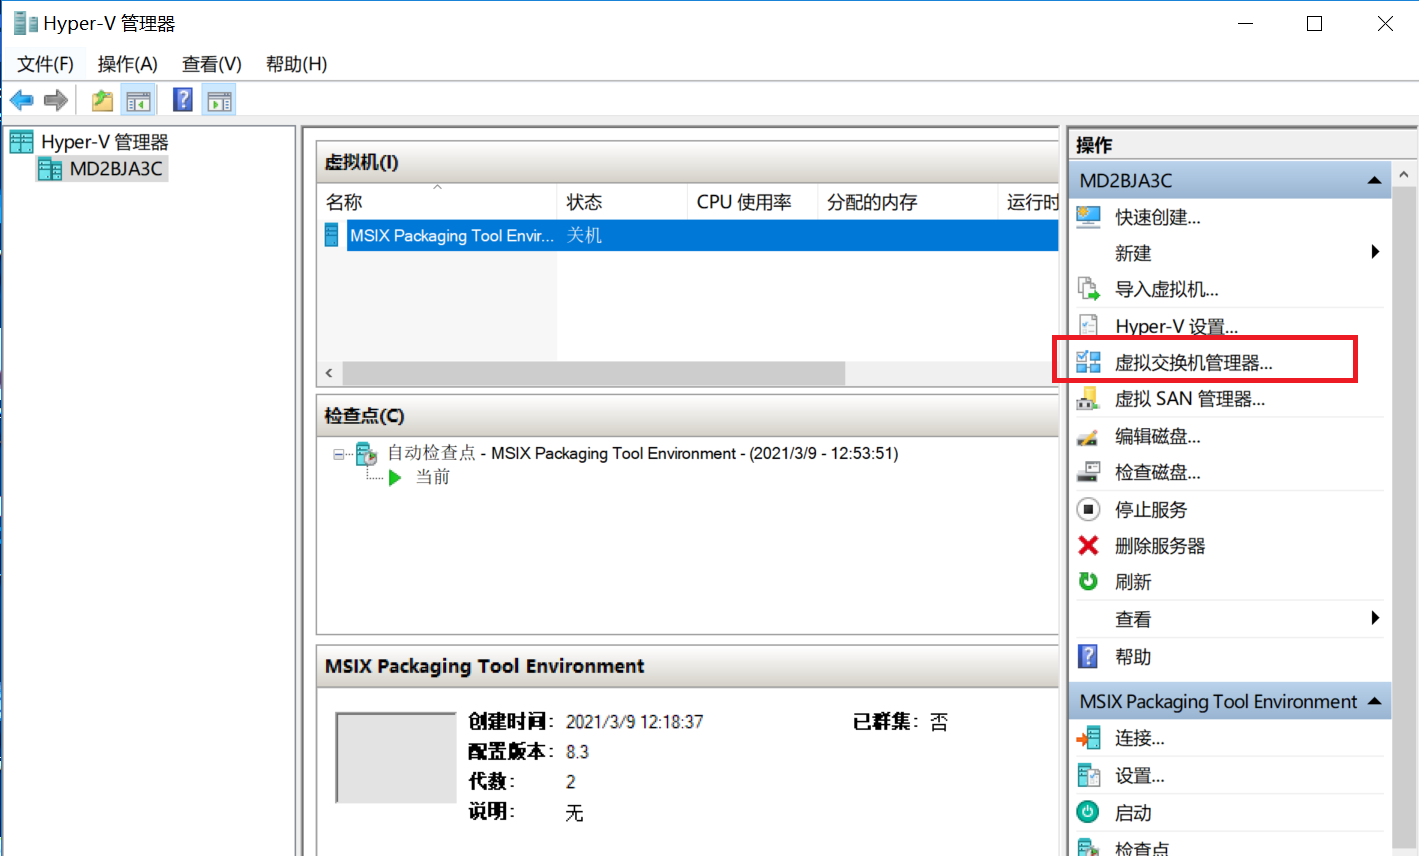 Hyper-V 管理器
文件(F) 操作(A) 查看(V) 帮助(H)
Hyper-V 管理器
MD2BJA3C
虚拟机(I)
名称 状态 CPU 使用率 分配的内存 运行时
MSIX Packaging Tool Envir... 关机
检查点(C)
自动检查点 - MSIX Packaging Tool Environment - (2021/3/9 - 12:53:51)
当前
MSIX Packaging Tool Environment
创建时间: 2021/3/9 12:18:37 已群集: 否
配置版本: 8.3
代数: 2
说明: 无
操作
MD2BJA3C
快速创建...
新建
导入虚拟机...
Hyper-V 设置...
虚拟交换机管理器...
虚拟 SAN 管理器...
编辑磁盘...
检查磁盘...
停止服务
删除服务器
刷新
查看
帮助
MSIX Packaging Tool Environment
连接...
设置...
启动
检查点